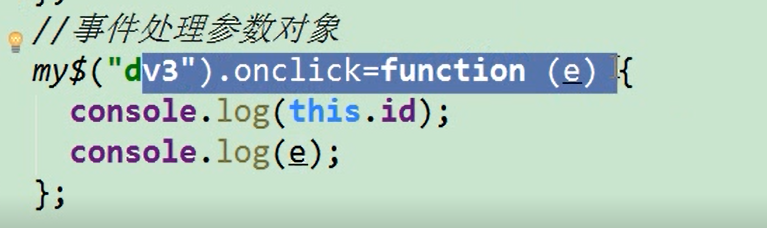 //事件处理参数对象
my$("dv3").onclick=function (e) {
  console.log(this.id);
  console.log(e);
};